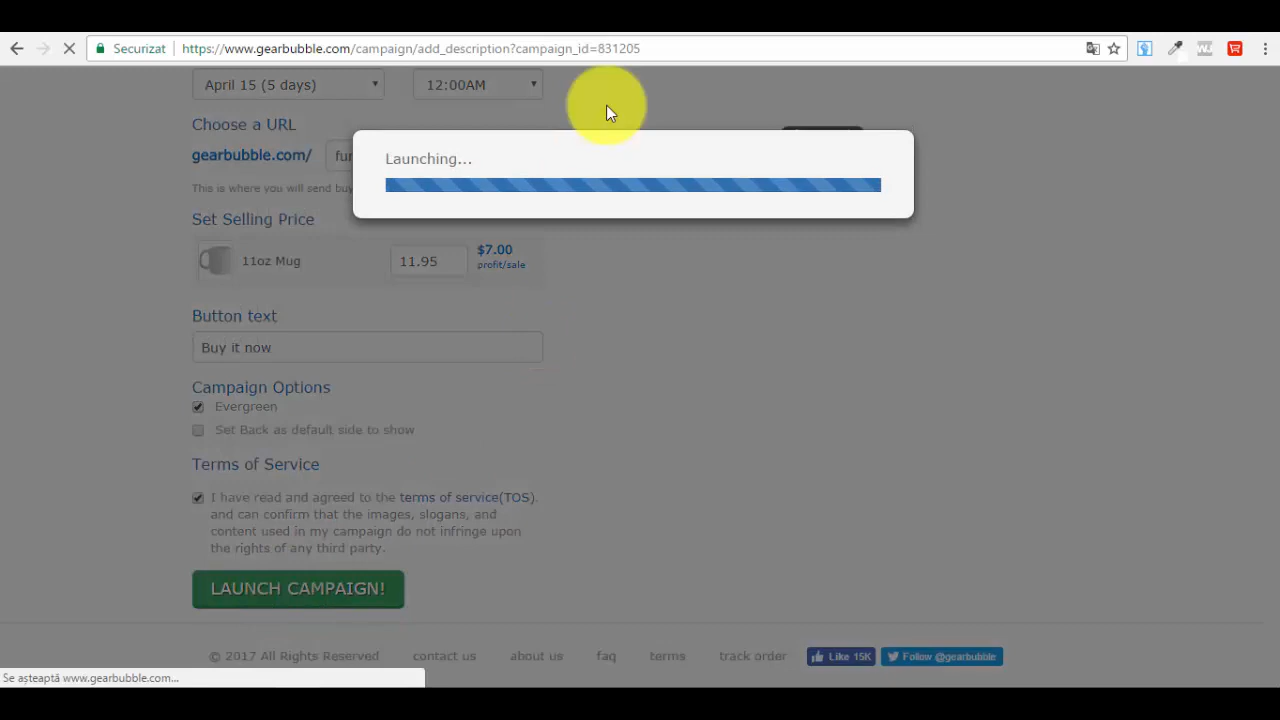 Securizat https://www.gearbubble.com/campaign/add_description?campaign_id=831205
April 15 (5 days) 12:00AM
Choose a URL
Launching...
gearbubble.com/ fur
This is where you will send buy
Set Selling Price
11oz Mug 11.95 $7.00
profit/sale
Button text
Buy it now
Campaign Options
Evergreen
Set Back as default side to show
Terms of Service
I have read and agreed to the terms of service(TOS).
and can confirm that the images, slogans, and
content used in my campaign do not infringe upon
the rights of any third party.
LAUNCH CAMPAIGN!
© 2017 All Rights Reserved contact us about us faq terms track order Like 15K Follow @gearbubble
Se așteaptă www.gearbubble.com...